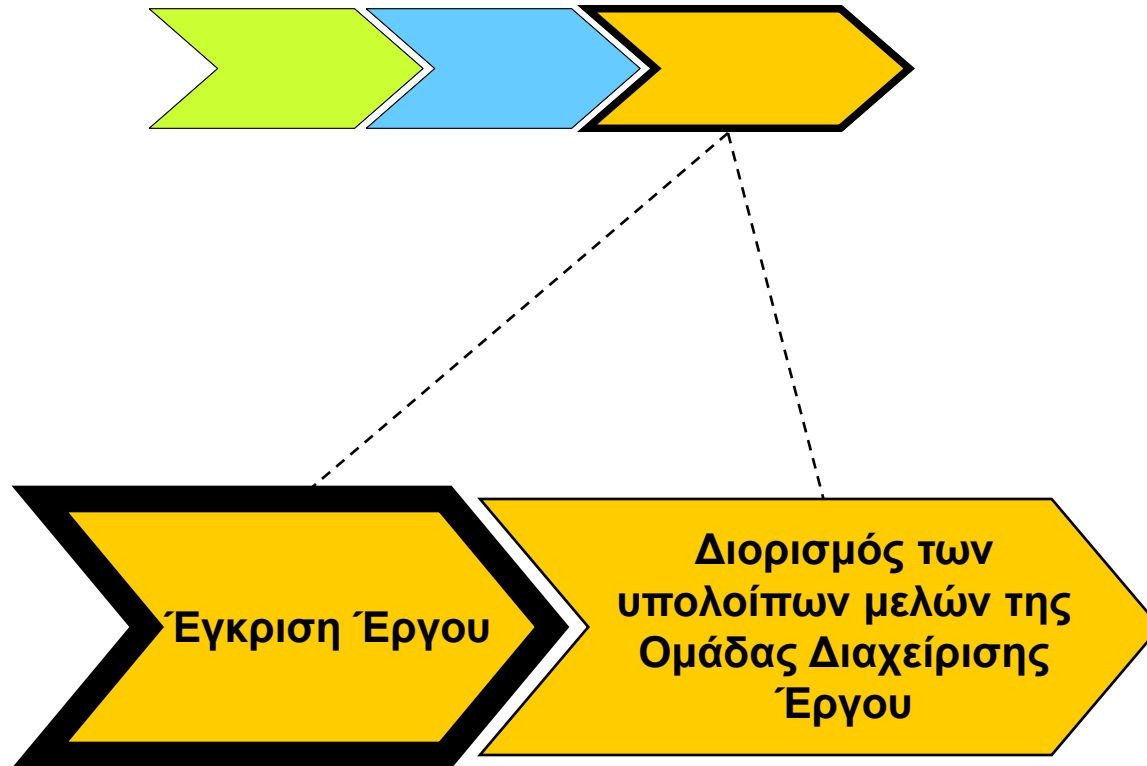 Έγκριση Έργου
Διορισμός των
υπολοίπων μελών της
Ομάδας Διαχείρισης
Έργου